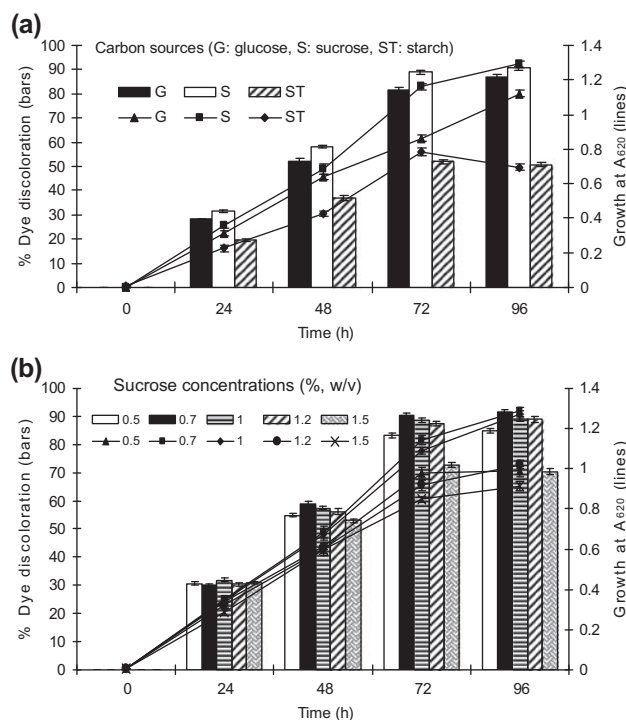 (a)
Carbon sources (G: glucose, S: sucrose, ST: starch)
G S ST
G S ST
% Dye discoloration (bars)
100
90
80
70
60
50
40
30
20
10
0
1.4
1.2
1
0.8
0.6
0.4
0.2
0
Growth at A620 (lines)
0 24 48 72 96
Time (h)
(b)
Sucrose concentrations (%, w/v)
0.5 0.7 1 1.2 1.5
0.5 0.7 1 1.2 1.5
% Dye discoloration (bars)
100
90
80
70
60
50
40
30
20
10
0
1.4
1.2
1
0.8
0.6
0.4
0.2
0
Growth at A620 (lines)
0 24 48 72 96
Time (h)